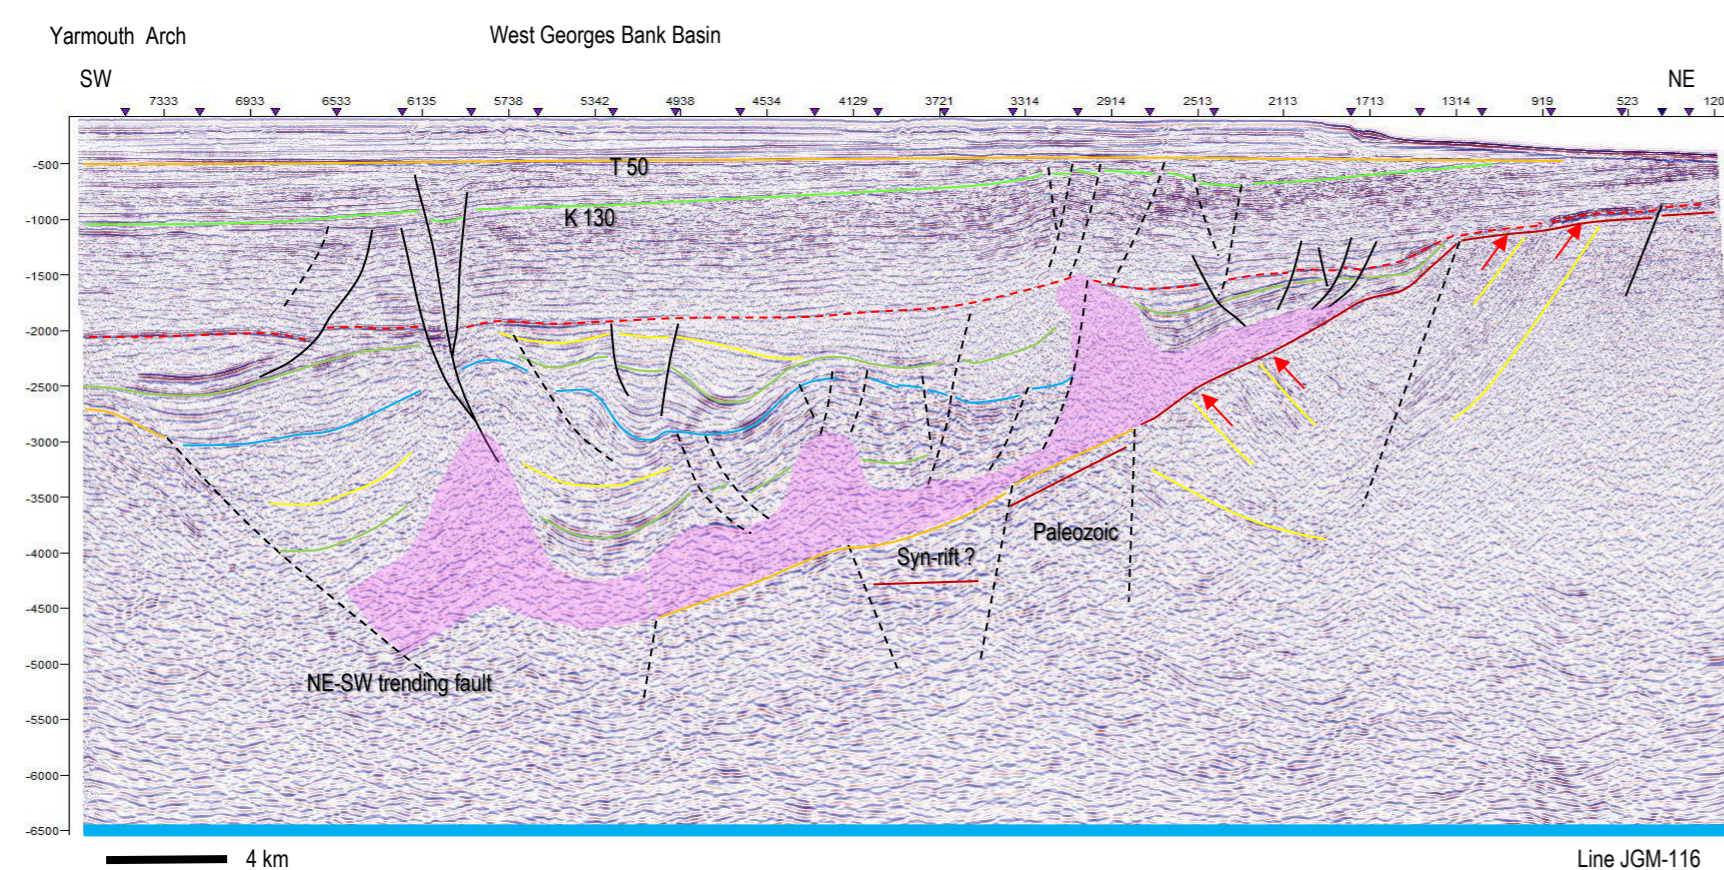 Yarmouth Arch West Georges Bank Basin
SW NE
7333 6933 6533 6135 5738 5342 4938 4534 4129 3721 3314 2914 2513 2113 1713 1314 919 523 120
-500
T 50
K 130
-1000
-1500
-2000
-2500
-3000
-3500
Paleozoic
Syn-rift ?
-4000
-4500
-5000
NE-SW trending fault
-5500
-6000
-6500
4 km Line JGM-116